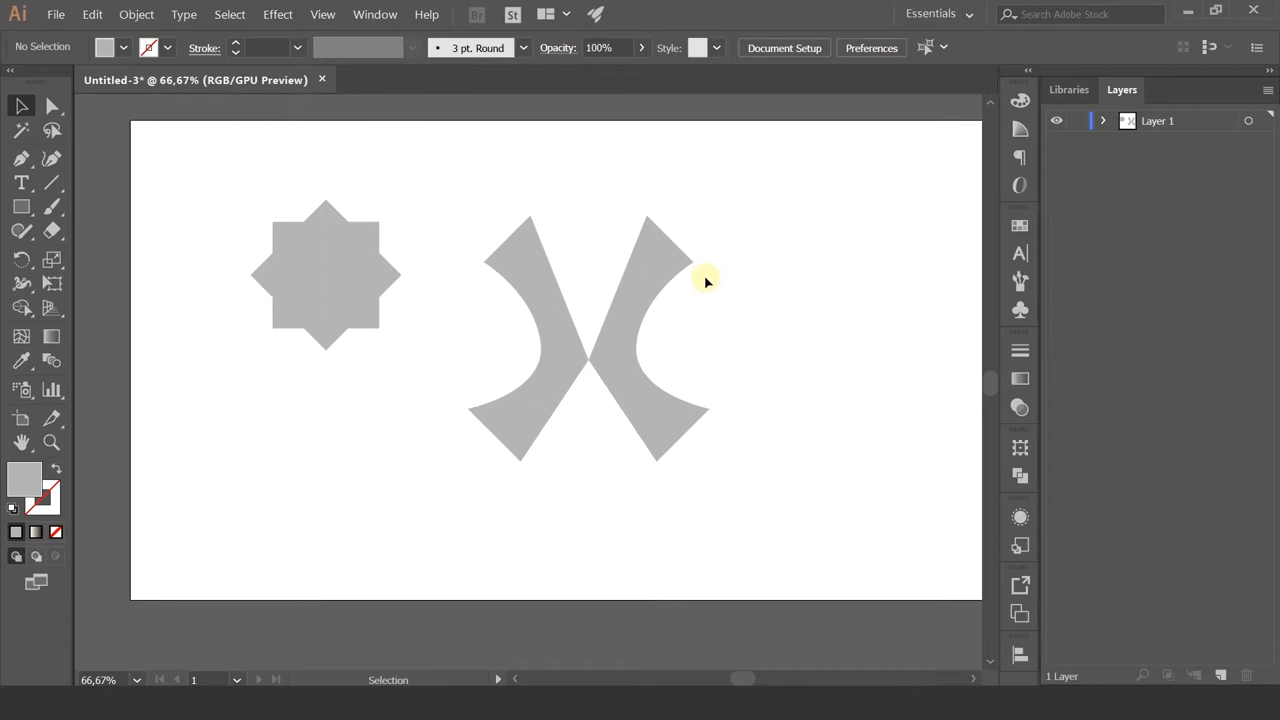 Ai File Edit Object Type Select Effect View Window Help Br St Essentials Search Adobe Stock
No Selection Stroke: 3 pt. Round Opacity: 100% Style: Document Setup Preferences
Untitled-3* @ 66,67% (RGB/GPU Preview)
Libraries Layers
Layer 1
66,67% 1 Selection
1 Layer